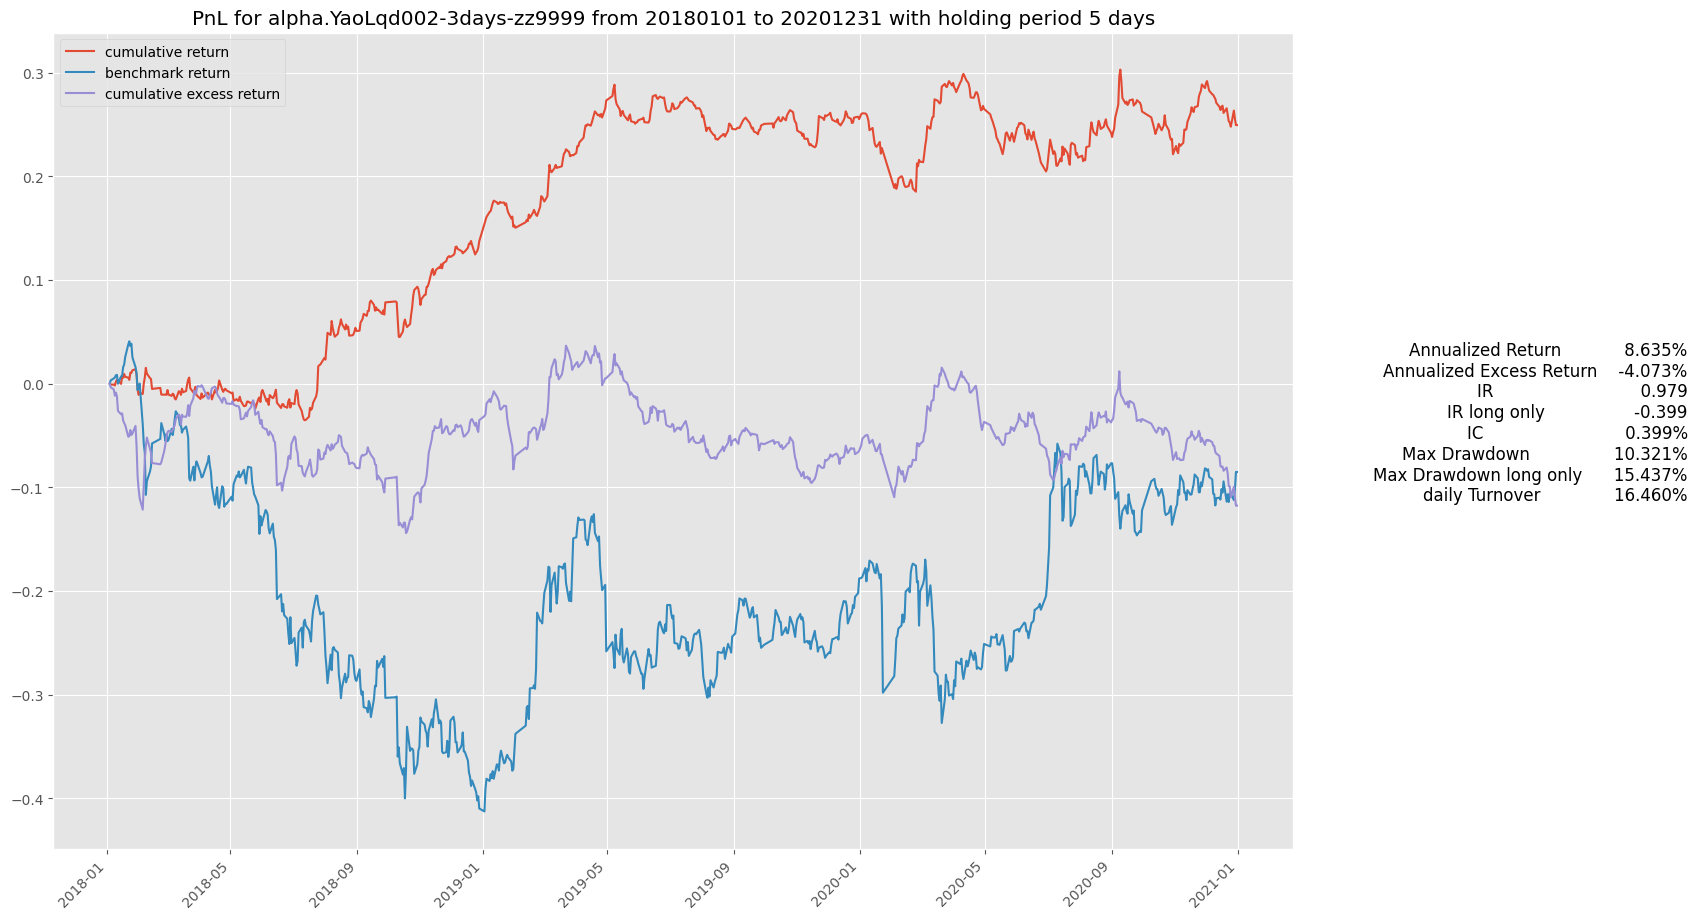 PnL for alpha.YaoLqd002-3days-zz9999 from 20180101 to 20201231 with holding period 5 days
cumulative return
benchmark return
cumulative excess return
0.3
0.2
0.1
0.0
−0.1
−0.2
−0.3
−0.4
2018-01
2018-05
2018-09
2019-01
2019-05
2019-09
2020-01
2020-05
2020-09
2021-01
Annualized Return 8.635%
Annualized Excess Return -4.073%
IR 0.979
IR long only -0.399
IC 0.399%
Max Drawdown 10.321%
Max Drawdown long only 15.437%
daily Turnover 16.460%